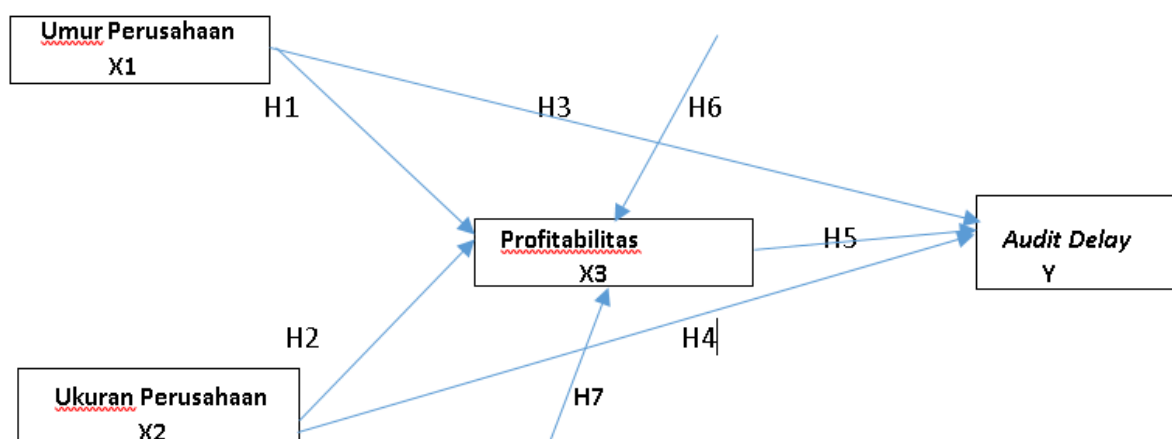 Umur Perusahaan
X1
H1
H3
H6
Profitabilitas
X3
H5
Audit Delay
Y
H2
H4
Ukuran Perusahaan
X2
H7